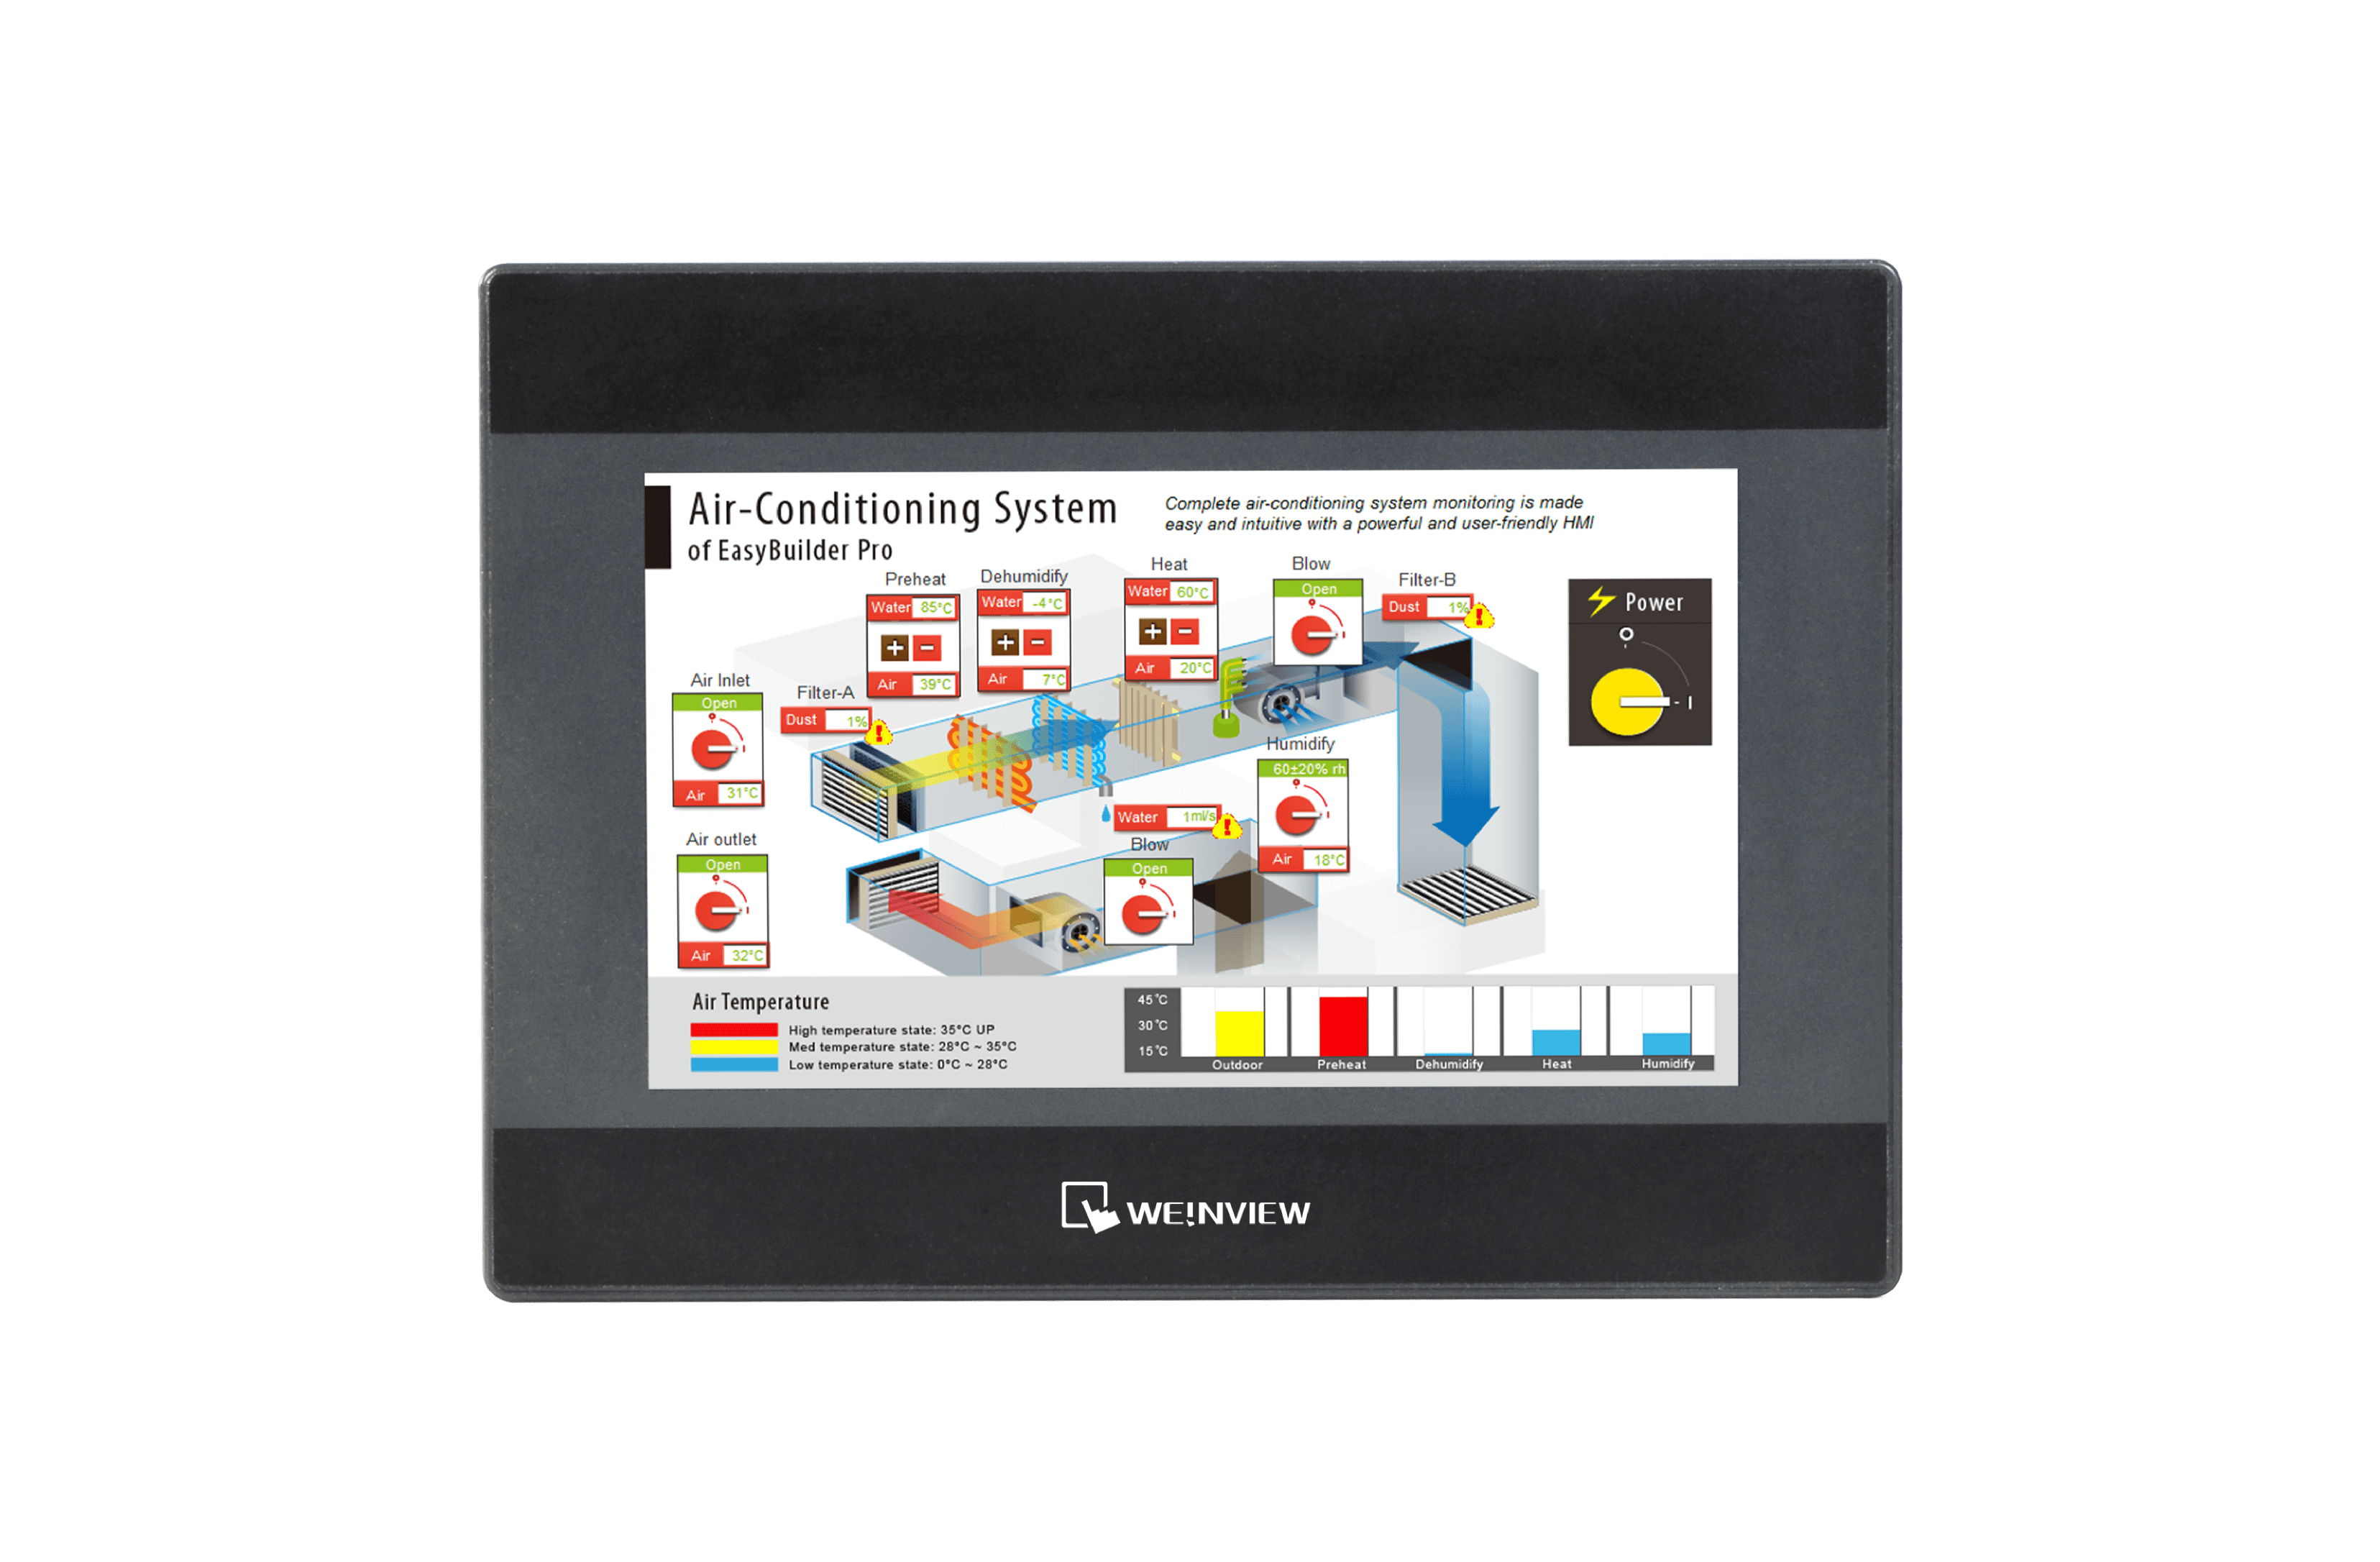 Air-Conditioning System
of EasyBuilder Pro
Complete air-conditioning system monitoring is made
easy and intuitive with a powerful and user-friendly HMI
Preheat
Water 85°C
+ −
Air 39°C
Dehumidify
Water -4°C
+ −
Air 7°C
Heat
Water 60°C
+ −
Air 20°C
Blow
Open
Filter-B
Dust 1%
!
Power
O
- I
Air Inlet
Open
Air 31°C
Filter-A
Dust 1%
!
Humidify
60±20% rh
Air 18°C
Water 1ml/s
!
Blow
Open
Air outlet
Open
Air 32°C
Air Temperature
High temperature state: 35°C UP
Med temperature state: 28°C ~ 35°C
Low temperature state: 0°C ~ 28°C
45°C
30°C
15°C
Outdoor Preheat Dehumidify Heat Humidify
WE!NVIEW